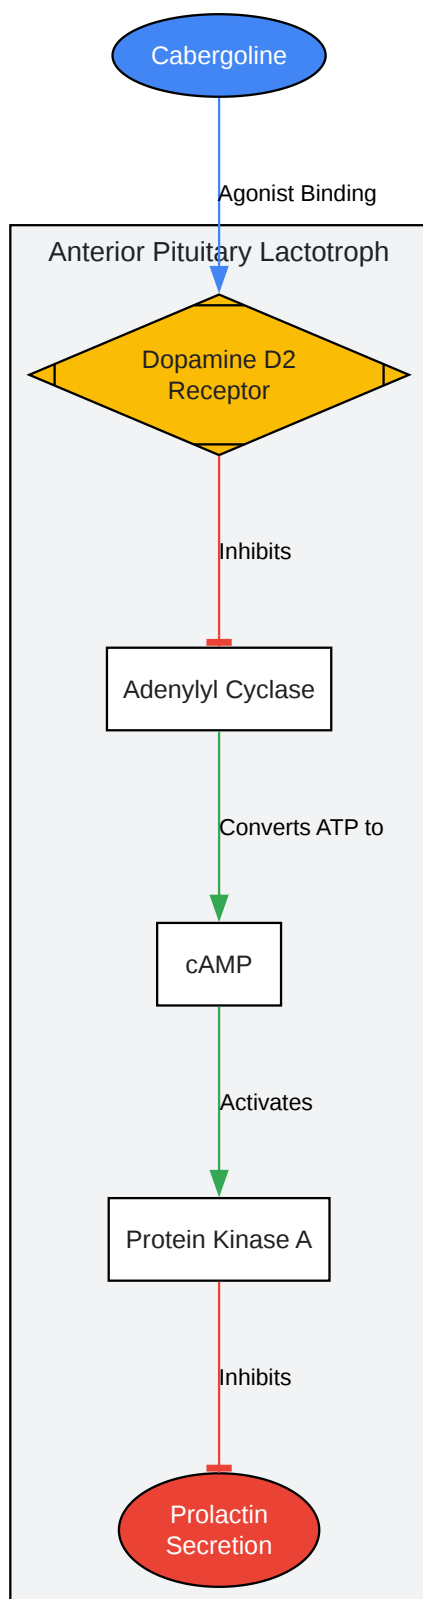 Cabergoline
Agonist Binding
Anterior Pituitary Lactotroph
Dopamine D2
Receptor
Inhibits
Adenylyl Cyclase
Converts ATP to
cAMP
Activates
Protein Kinase A
Inhibits
Prolactin
Secretion